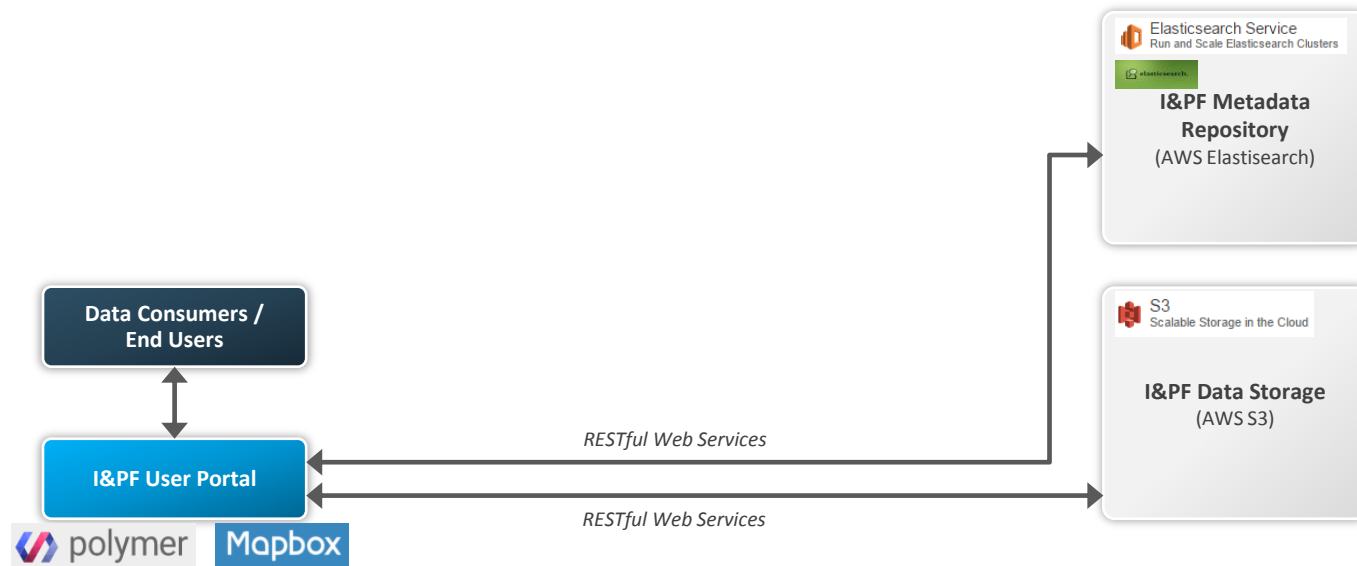 Elasticsearch Service
Run and Scale Elasticsearch Clusters
elasticsearch.
I&PF Metadata
Repository
(AWS Elastisearch)
Data Consumers /
End Users
S3
Scalable Storage in the Cloud
I&PF Data Storage
(AWS S3)
RESTful Web Services
I&PF User Portal
RESTful Web Services
polymer
Mapbox